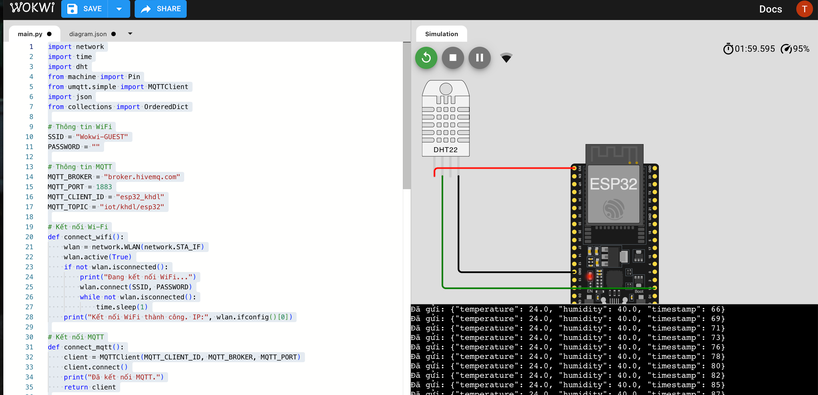 WOKWI
SAVE
SHARE
Docs
T
main.py
diagram.json
1 import network
2 import time
3 import dht
4 from machine import Pin
5 from umqtt.simple import MQTTClient
6 import json
7 from collections import OrderedDict
8
9 # Thông tin WiFi
10 SSID = "Wokwi-GUEST"
11 PASSWORD = ""
12
13 # Thông tin MQTT
14 MQTT_BROKER = "broker.hivemq.com"
15 MQTT_PORT = 1883
16 MQTT_CLIENT_ID = "esp32_khdl"
17 MQTT_TOPIC = "iot/khdl/esp32"
18
19 # Kết nối Wi-Fi
20 def connect_wifi():
21 wlan = network.WLAN(network.STA_IF)
22 wlan.active(True)
23 if not wlan.isconnected():
24 print("Đang kết nối WiFi...")
25 wlan.connect(SSID, PASSWORD)
26 while not wlan.isconnected():
27 time.sleep(1)
28 print("Kết nối WiFi thành công. IP:", wlan.ifconfig()[0])
29
30 # Kết nối MQTT
31 def connect_mqtt():
32 client = MQTTClient(MQTT_CLIENT_ID, MQTT_BROKER, MQTT_PORT)
33 client.connect()
34 print("Đã kết nối MQTT.")
35 return client
Simulation
01:59.595
95%
DHT22
ESP32
Đã gửi: {"temperature": 24.0, "humidity": 40.0, "timestamp": 66}
Đã gửi: {"temperature": 24.0, "humidity": 40.0, "timestamp": 69}
Đã gửi: {"temperature": 24.0, "humidity": 40.0, "timestamp": 71}
Đã gửi: {"temperature": 24.0, "humidity": 40.0, "timestamp": 73}
Đã gửi: {"temperature": 24.0, "humidity": 40.0, "timestamp": 76}
Đã gửi: {"temperature": 24.0, "humidity": 40.0, "timestamp": 78}
Đã gửi: {"temperature": 24.0, "humidity": 40.0, "timestamp": 80}
Đã gửi: {"temperature": 24.0, "humidity": 40.0, "timestamp": 82}
Đã gửi: {"temperature": 24.0, "humidity": 40.0, "timestamp": 85}
Đã gửi: {"temperature": 24.0, "humidity": 40.0, "timestamp": 87}